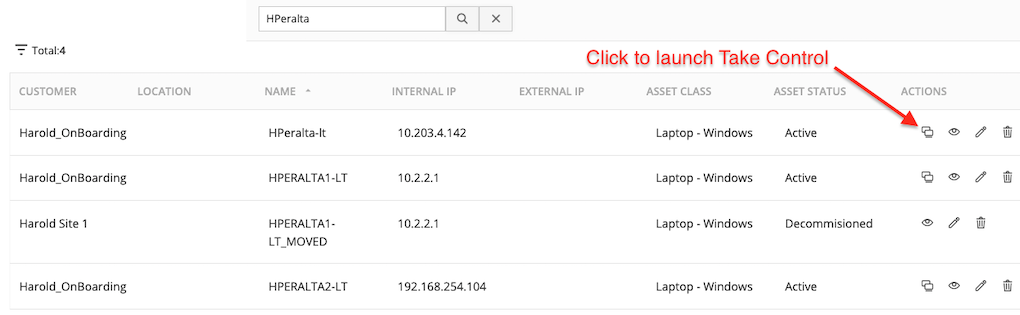 HPeralta
Total:4
Click to launch Take Control
CUSTOMER LOCATION NAME INTERNAL IP EXTERNAL IP ASSET CLASS ASSET STATUS ACTIONS
Harold_OnBoarding HPeralta-lt 10.203.4.142 Laptop - Windows Active
Harold_OnBoarding HPERALTA1-LT 10.2.2.1 Laptop - Windows Active
Harold Site 1 HPERALTA1- 10.2.2.1 Laptop - Windows Decommisioned
LT_MOVED
Harold_OnBoarding HPERALTA2-LT 192.168.254.104 Laptop - Windows Active